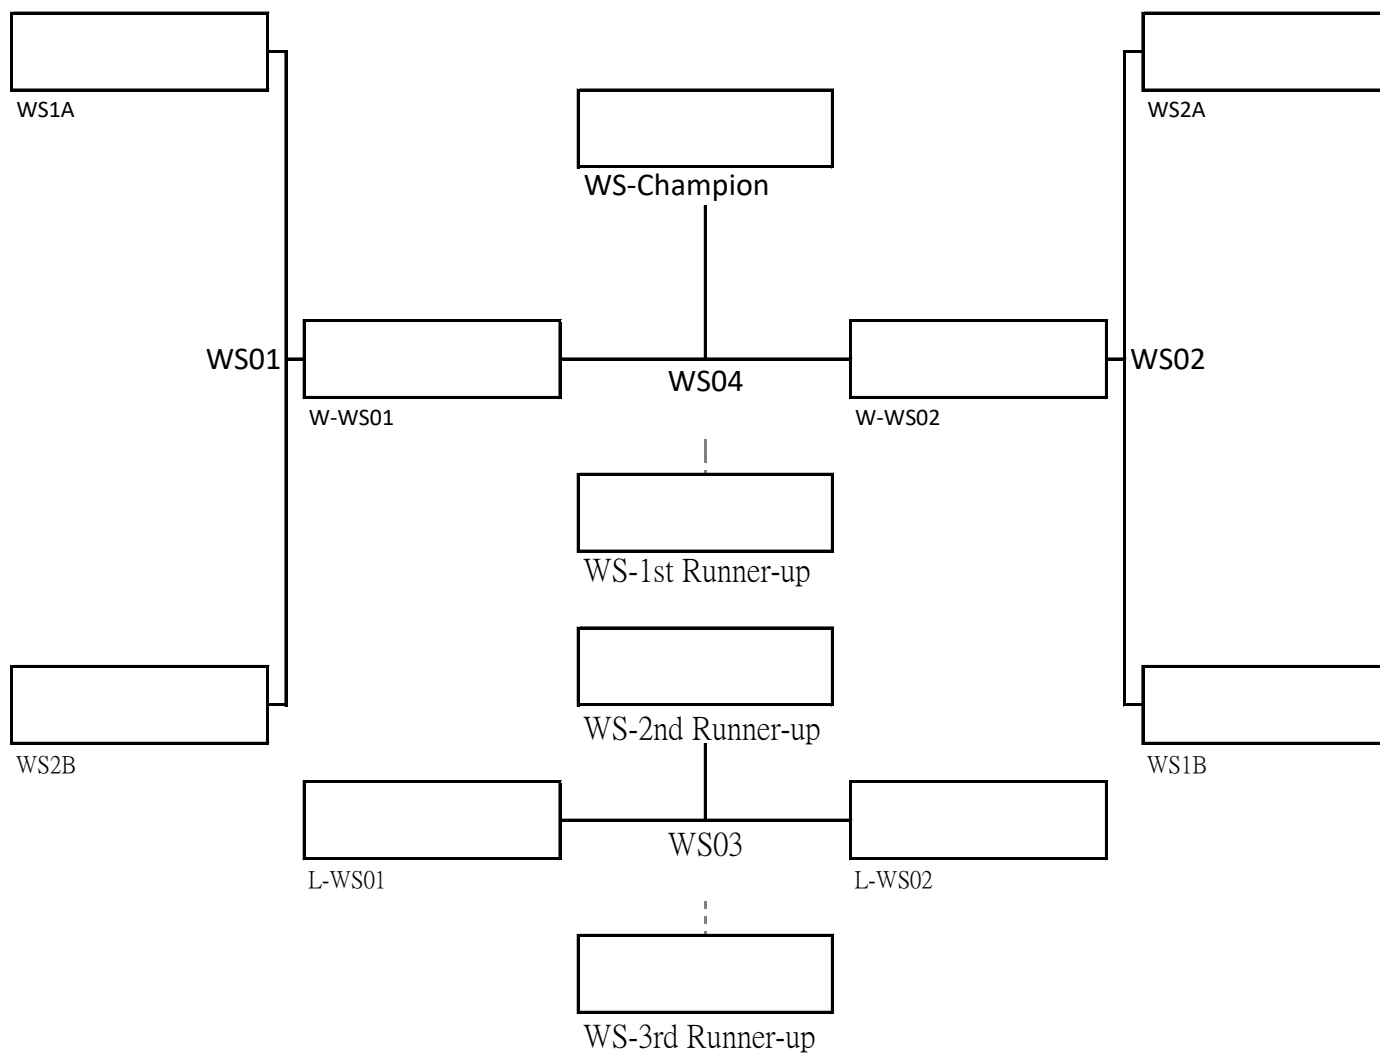 WS1A
WS2A
WS-Champion
WS01
WS02
WS04
W-WS01
W-WS02
WS-1st Runner-up
WS-2nd Runner-up
WS2B
WS1B
WS03
L-WS01
L-WS02
WS-3rd Runner-up